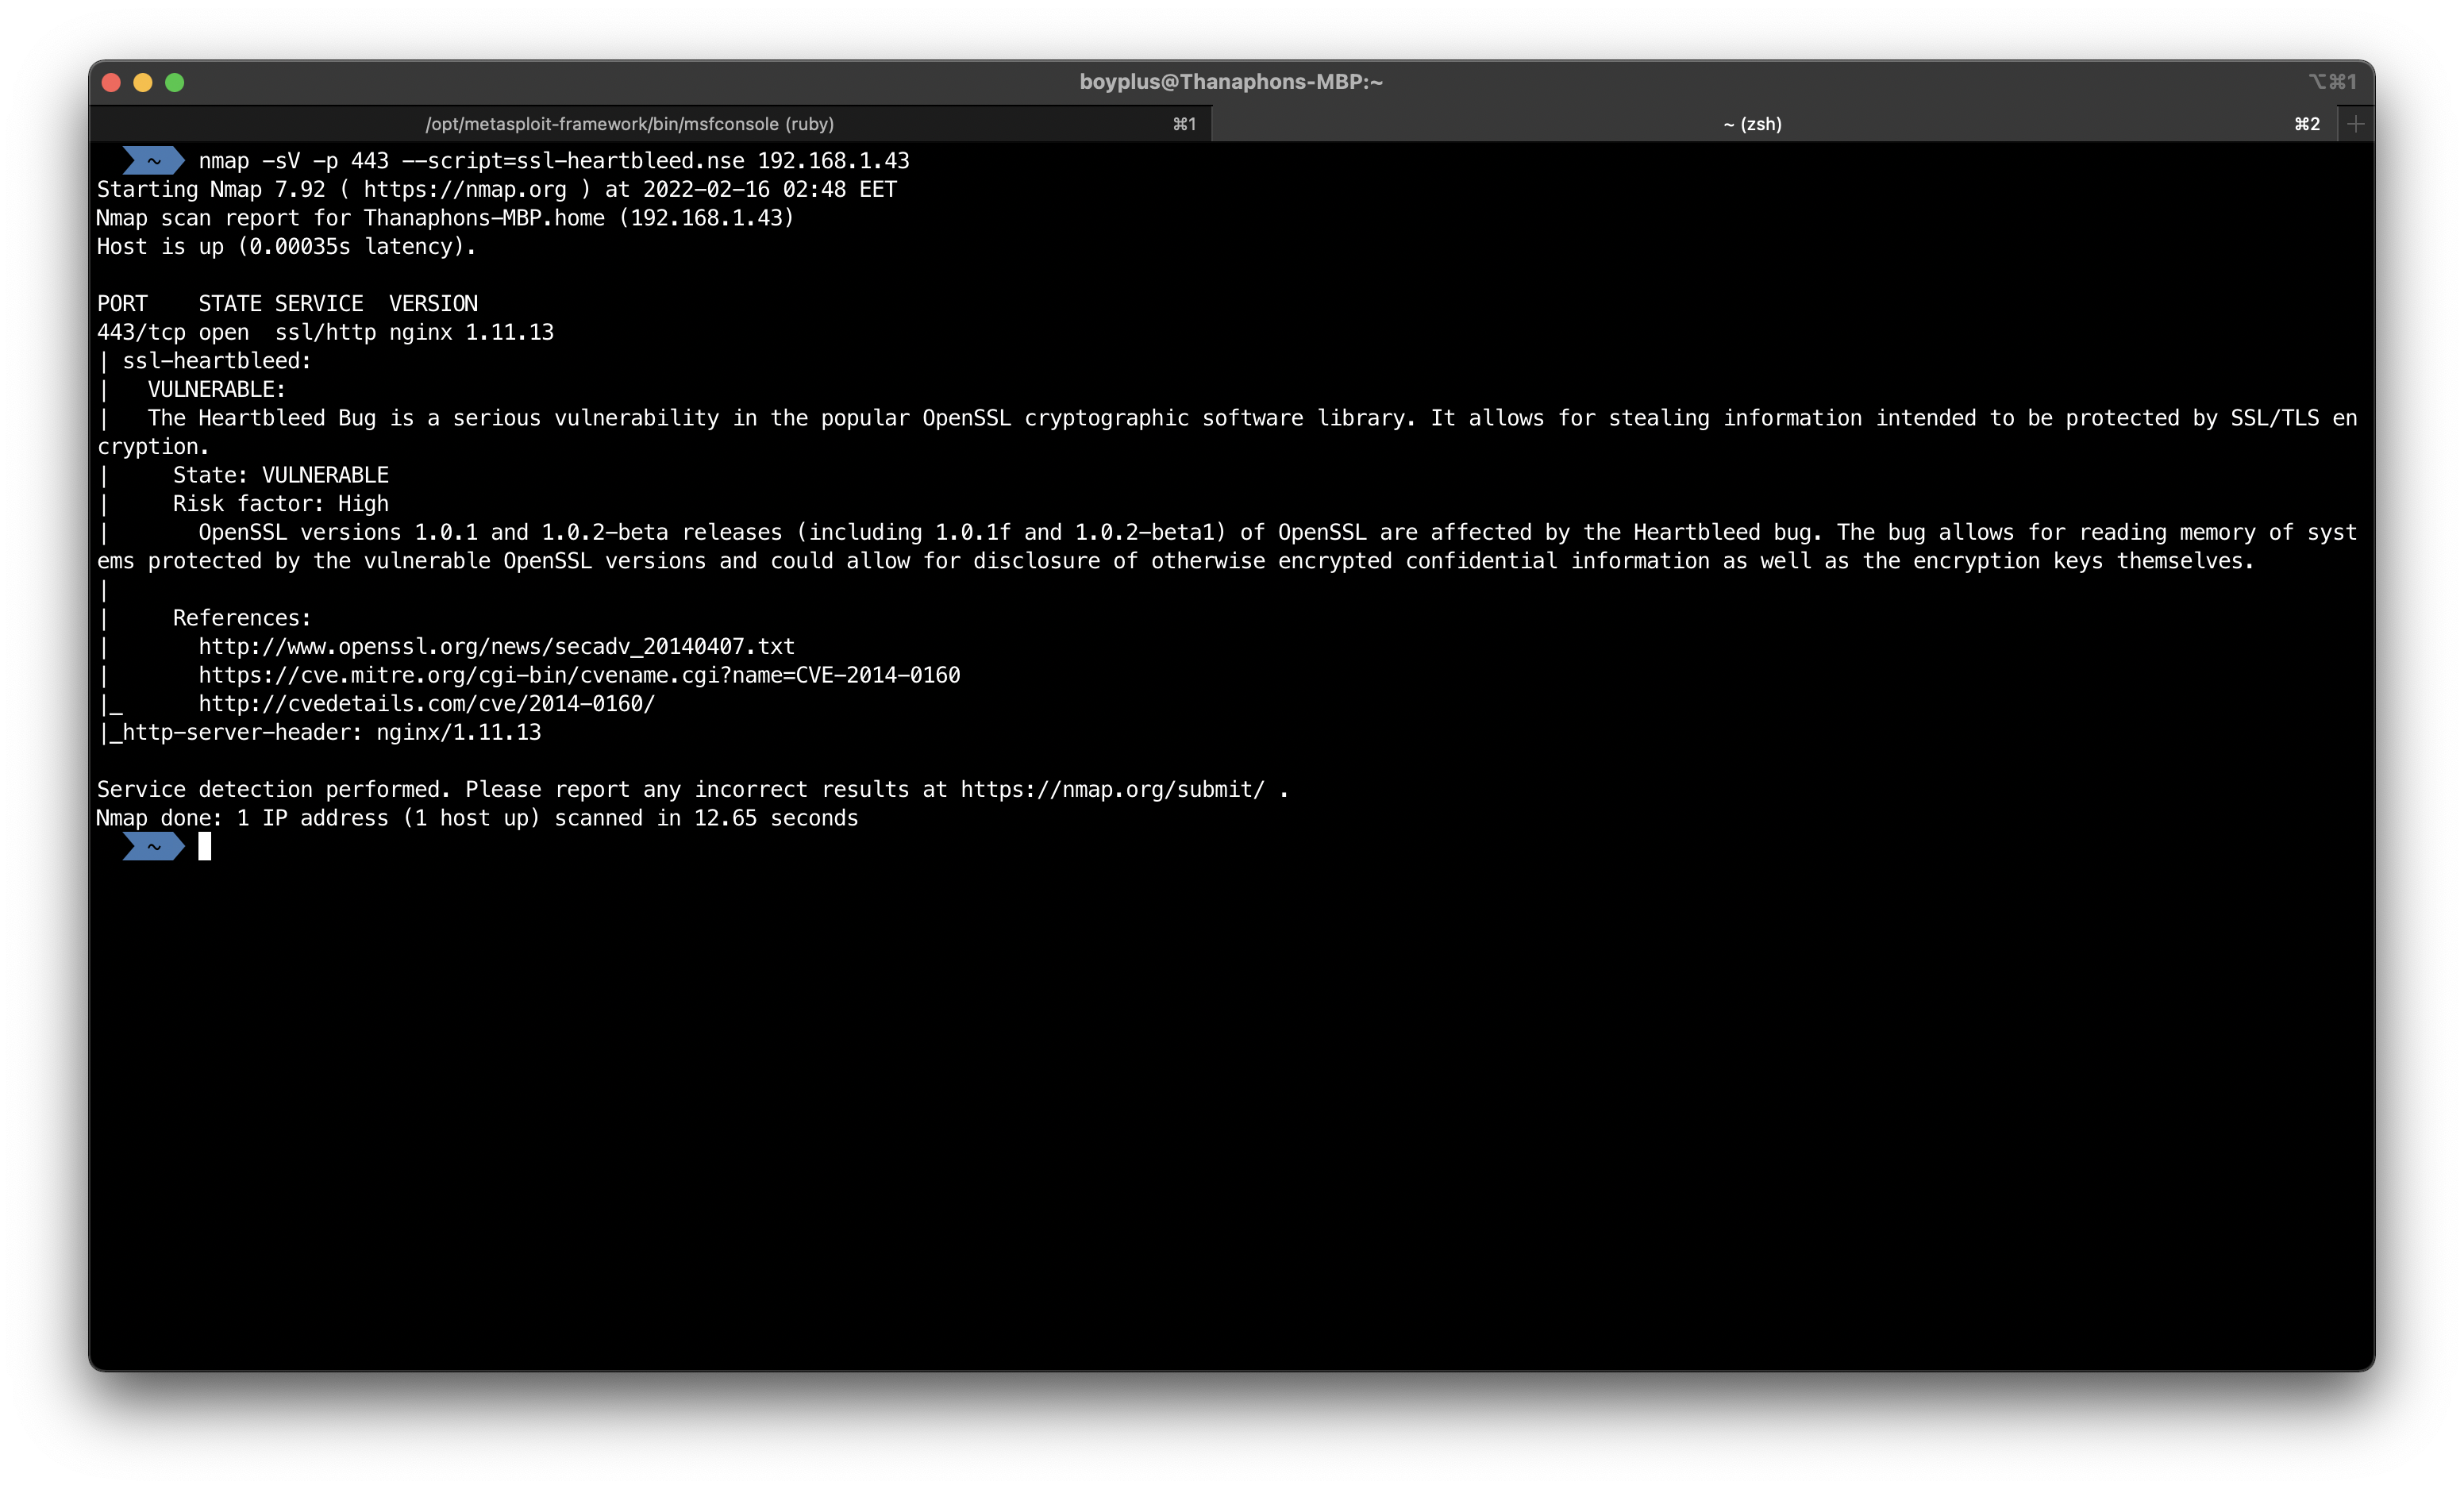 boyplus@Thanaphons-MBP:~
⌥⌘1
/opt/metasploit-framework/bin/msfconsole (ruby) ⌘1
~ (zsh) ⌘2 +
~ nmap -sV -p 443 --script=ssl-heartbleed.nse 192.168.1.43
Starting Nmap 7.92 ( https://nmap.org ) at 2022-02-16 02:48 EET
Nmap scan report for Thanaphons-MBP.home (192.168.1.43)
Host is up (0.00035s latency).
PORT    STATE SERVICE  VERSION
443/tcp open  ssl/http nginx 1.11.13
| ssl-heartbleed:
|   VULNERABLE:
|   The Heartbleed Bug is a serious vulnerability in the popular OpenSSL cryptographic software library. It allows for stealing information intended to be protected by SSL/TLS en
cryption.
|     State: VULNERABLE
|     Risk factor: High
|       OpenSSL versions 1.0.1 and 1.0.2-beta releases (including 1.0.1f and 1.0.2-beta1) of OpenSSL are affected by the Heartbleed bug. The bug allows for reading memory of syst
ems protected by the vulnerable OpenSSL versions and could allow for disclosure of otherwise encrypted confidential information as well as the encryption keys themselves.
|
|     References:
|       http://www.openssl.org/news/secadv_20140407.txt
|       https://cve.mitre.org/cgi-bin/cvename.cgi?name=CVE-2014-0160
|_      http://cvedetails.com/cve/2014-0160/
|_http-server-header: nginx/1.11.13
Service detection performed. Please report any incorrect results at https://nmap.org/submit/ .
Nmap done: 1 IP address (1 host up) scanned in 12.65 seconds
~